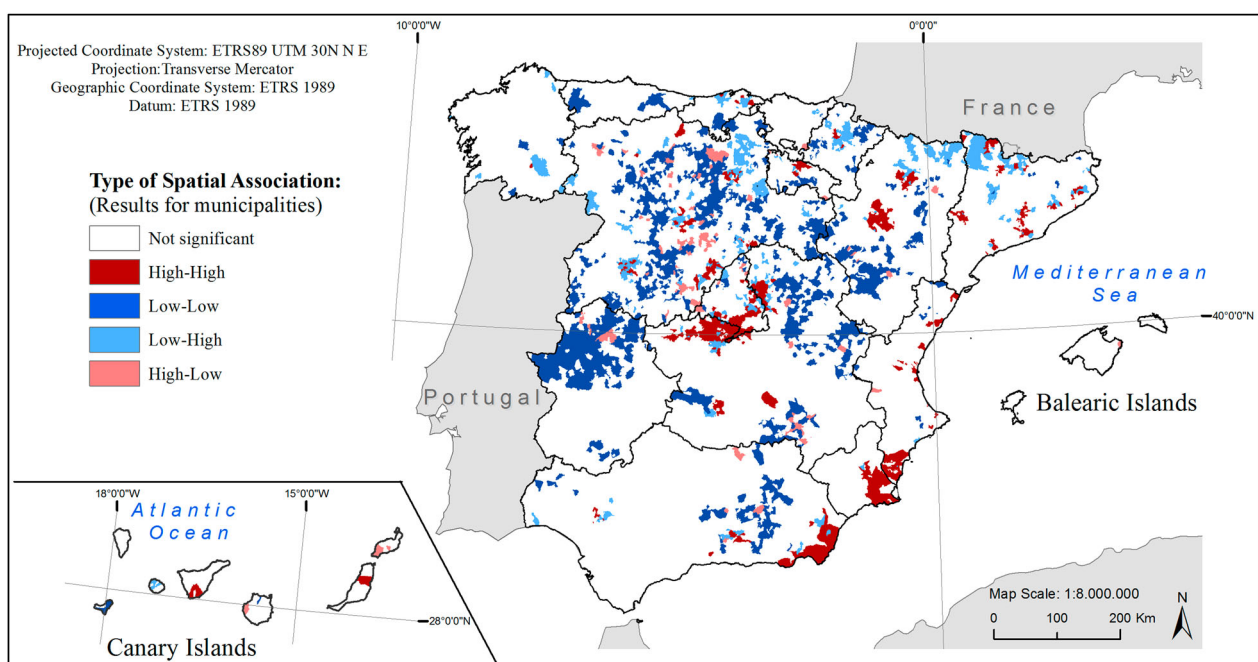 Projected Coordinate System: ETRS89 UTM 30N N E
Projection:Transverse Mercator
Geographic Coordinate System: ETRS 1989
Datum: ETRS 1989
Type of Spatial Association:
(Results for municipalities)
Not significant
High-High
Low-Low
Low-High
High-Low
10°0'0"W
0°0'0"
France
Mediterranean
Sea
40°0'0"N
Portugal
Balearic Islands
18°0'0"W
15°0'0"W
Atlantic
Ocean
28°0'0"N
Canary Islands
Map Scale: 1:8.000.000
0 100 200 Km
N